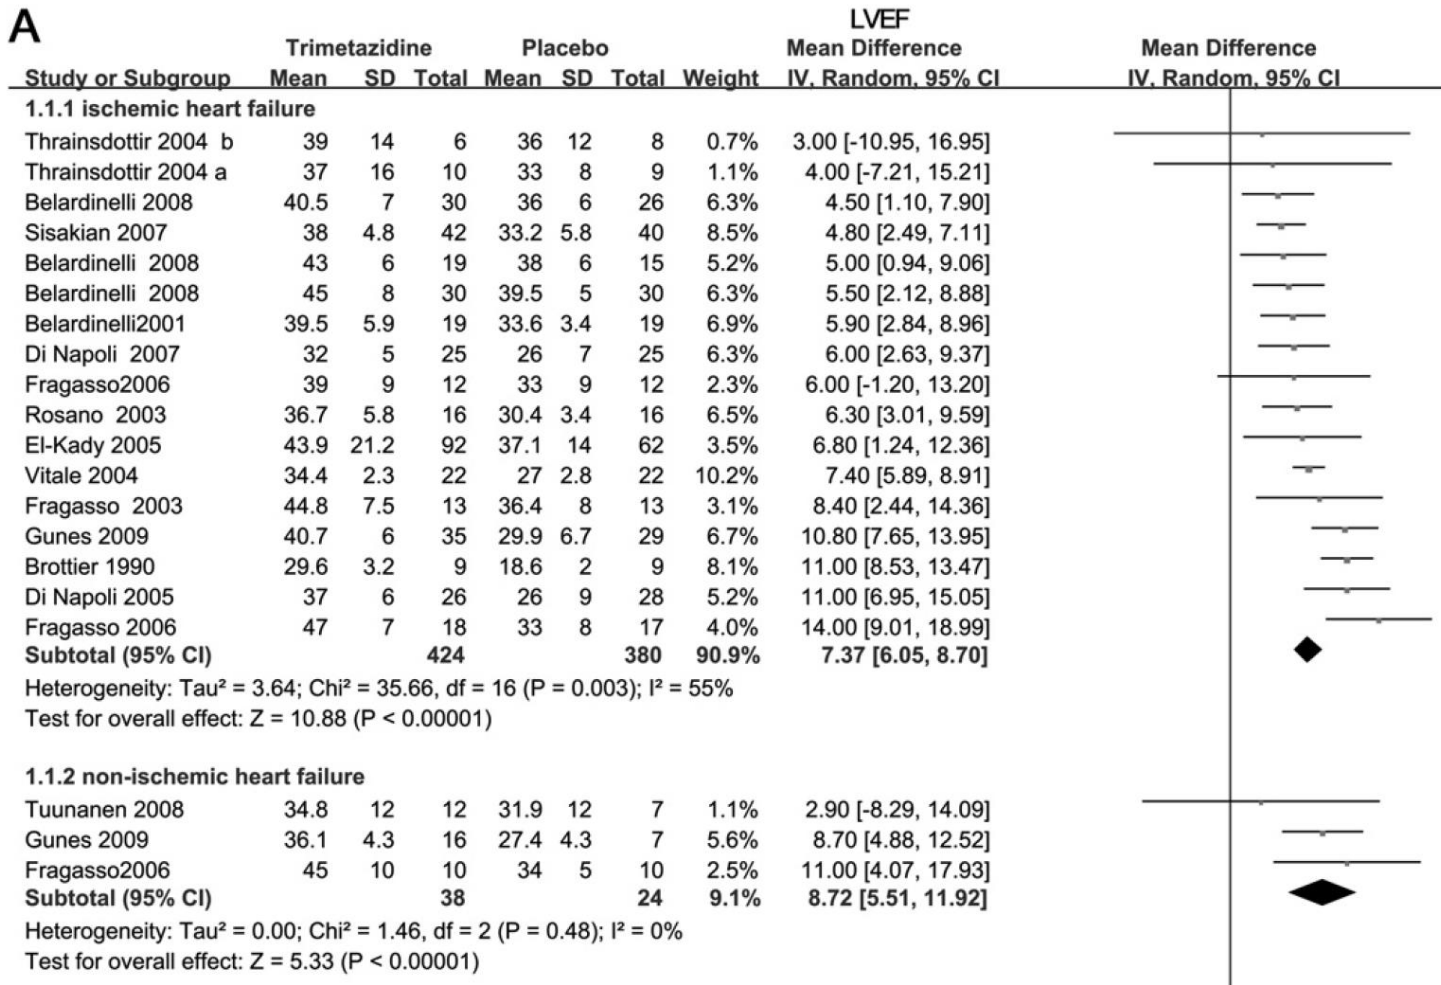 A
LVEF
Trimetazidine Placebo Mean Difference Mean Difference
Study or Subgroup Mean SD Total Mean SD Total Weight IV, Random, 95% CI IV, Random, 95% CI
1.1.1 ischemic heart failure
Thrainsdottir 2004 b 39 14 6 36 12 8 0.7% 3.00 [-10.95, 16.95]
Thrainsdottir 2004 a 37 16 10 33 8 9 1.1% 4.00 [-7.21, 15.21]
Belardinelli 2008 40.5 7 30 36 6 26 6.3% 4.50 [1.10, 7.90]
Sisakian 2007 38 4.8 42 33.2 5.8 40 8.5% 4.80 [2.49, 7.11]
Belardinelli 2008 43 6 19 38 6 15 5.2% 5.00 [0.94, 9.06]
Belardinelli 2008 45 8 30 39.5 5 30 6.3% 5.50 [2.12, 8.88]
Belardinelli2001 39.5 5.9 19 33.6 3.4 19 6.9% 5.90 [2.84, 8.96]
Di Napoli 2007 32 5 25 26 7 25 6.3% 6.00 [2.63, 9.37]
Fragasso2006 39 9 12 33 9 12 2.3% 6.00 [-1.20, 13.20]
Rosano 2003 36.7 5.8 16 30.4 3.4 16 6.5% 6.30 [3.01, 9.59]
El-Kady 2005 43.9 21.2 92 37.1 14 62 3.5% 6.80 [1.24, 12.36]
Vitale 2004 34.4 2.3 22 27 2.8 22 10.2% 7.40 [5.89, 8.91]
Fragasso 2003 44.8 7.5 13 36.4 8 13 3.1% 8.40 [2.44, 14.36]
Gunes 2009 40.7 6 35 29.9 6.7 29 6.7% 10.80 [7.65, 13.95]
Brottier 1990 29.6 3.2 9 18.6 2 9 8.1% 11.00 [8.53, 13.47]
Di Napoli 2005 37 6 26 26 9 28 5.2% 11.00 [6.95, 15.05]
Fragasso 2006 47 7 18 33 8 17 4.0% 14.00 [9.01, 18.99]
Subtotal (95% CI) 424 380 90.9% 7.37 [6.05, 8.70]
Heterogeneity: Tau² = 3.64; Chi² = 35.66, df = 16 (P = 0.003); I² = 55%
Test for overall effect: Z = 10.88 (P < 0.00001)
1.1.2 non-ischemic heart failure
Tuunanen 2008 34.8 12 12 31.9 12 7 1.1% 2.90 [-8.29, 14.09]
Gunes 2009 36.1 4.3 16 27.4 4.3 7 5.6% 8.70 [4.88, 12.52]
Fragasso2006 45 10 10 34 5 10 2.5% 11.00 [4.07, 17.93]
Subtotal (95% CI) 38 24 9.1% 8.72 [5.51, 11.92]
Heterogeneity: Tau² = 0.00; Chi² = 1.46, df = 2 (P = 0.48); I² = 0%
Test for overall effect: Z = 5.33 (P < 0.00001)